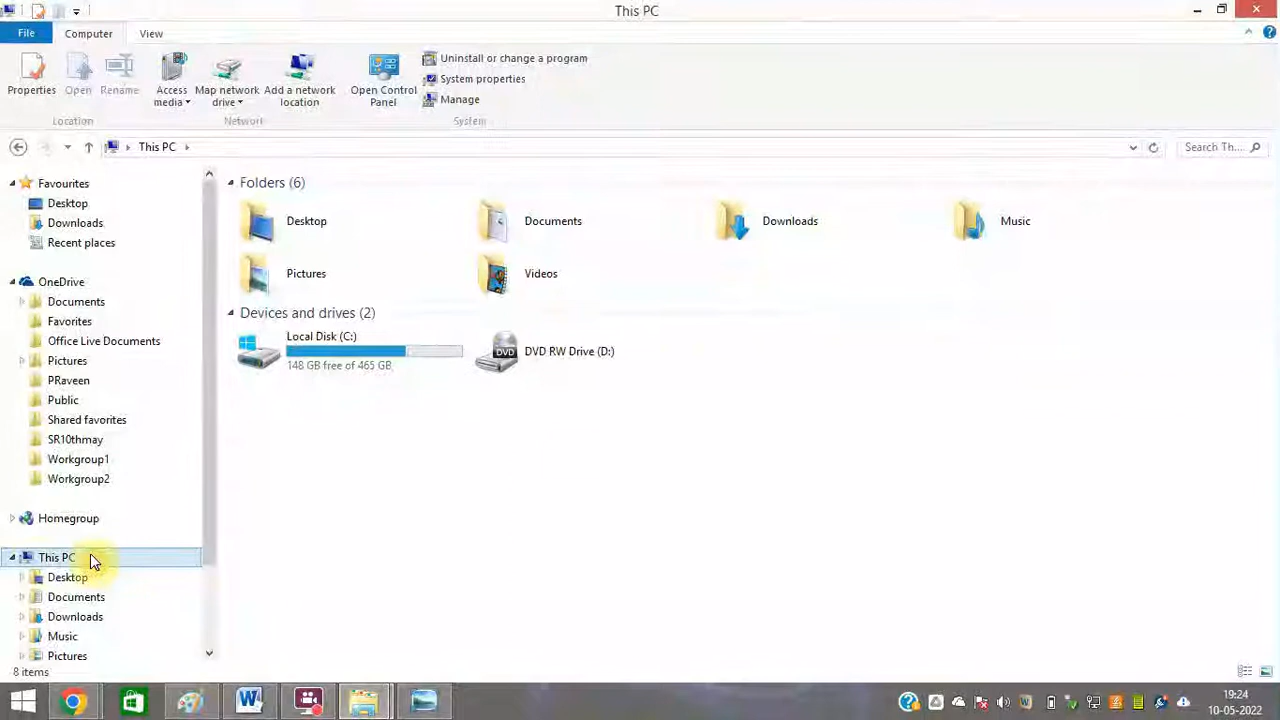 This PC
File
Computer
View
Properties
Open
Rename
Location
Access media
Map network drive
Add a network location
Network
Open Control Panel
Uninstall or change a program
System properties
Manage
System
This PC
Search Th...
Favourites
Desktop
Downloads
Recent places
OneDrive
Documents
Favorites
Office Live Documents
Pictures
PRaveen
Public
Shared favorites
SR10thmay
Workgroup1
Workgroup2
Homegroup
This PC
Desktop
Documents
Downloads
Music
Pictures
Folders (6)
Desktop
Documents
Downloads
Music
Pictures
Videos
Devices and drives (2)
Local Disk (C:)
148 GB free of 465 GB
DVD
DVD RW Drive (D:)
8 items
19:24
10-05-2022